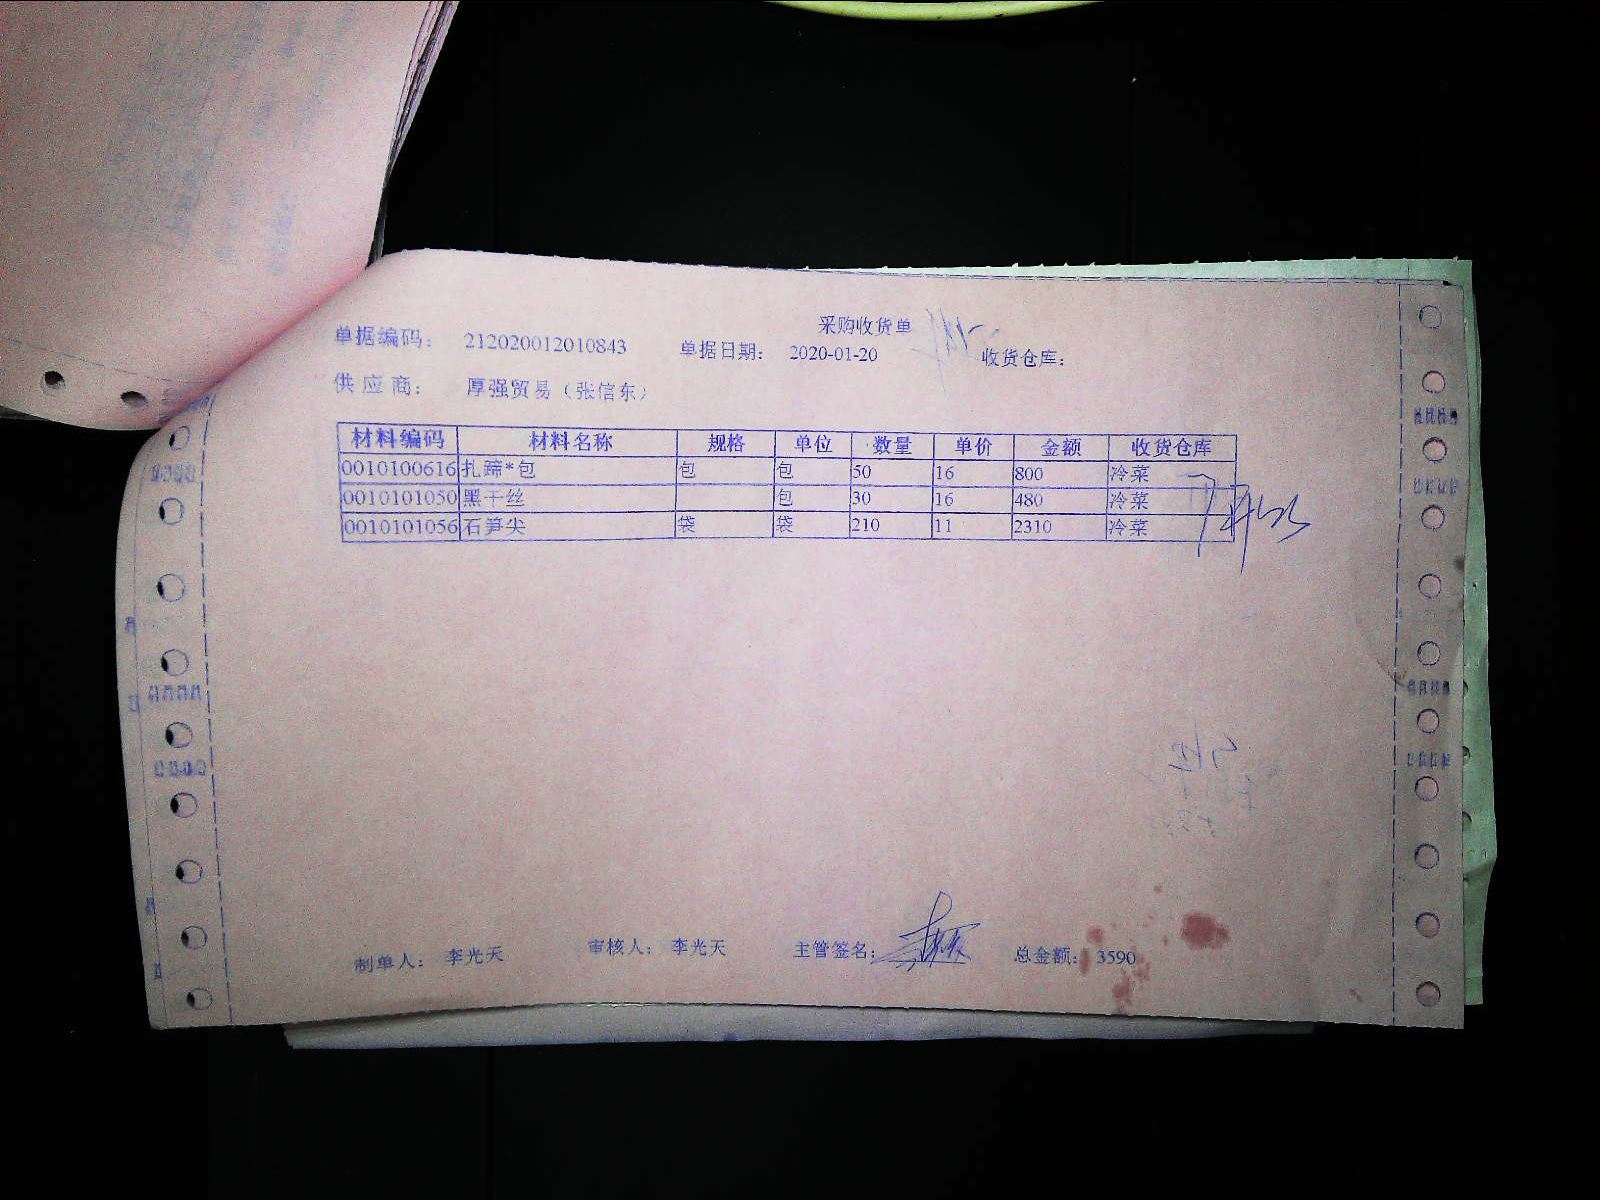 采购收货单
单据编码： 212020012010843 单据日期： 2020-01-20 收货仓库：
供应商： 厚强贸易（张信东）
材料编码 材料名称 规格 单位 数量 单价 金额 收货仓库
0010100616 扎蹄*包 包 包 50 16 800 冷菜
0010101050 黑干丝 包 30 16 480 冷菜
0010101056 石笋尖 袋 袋 210 11 2310 冷菜
制单人： 李光天 审核人： 李光天 主管签名： 总金额： 3590